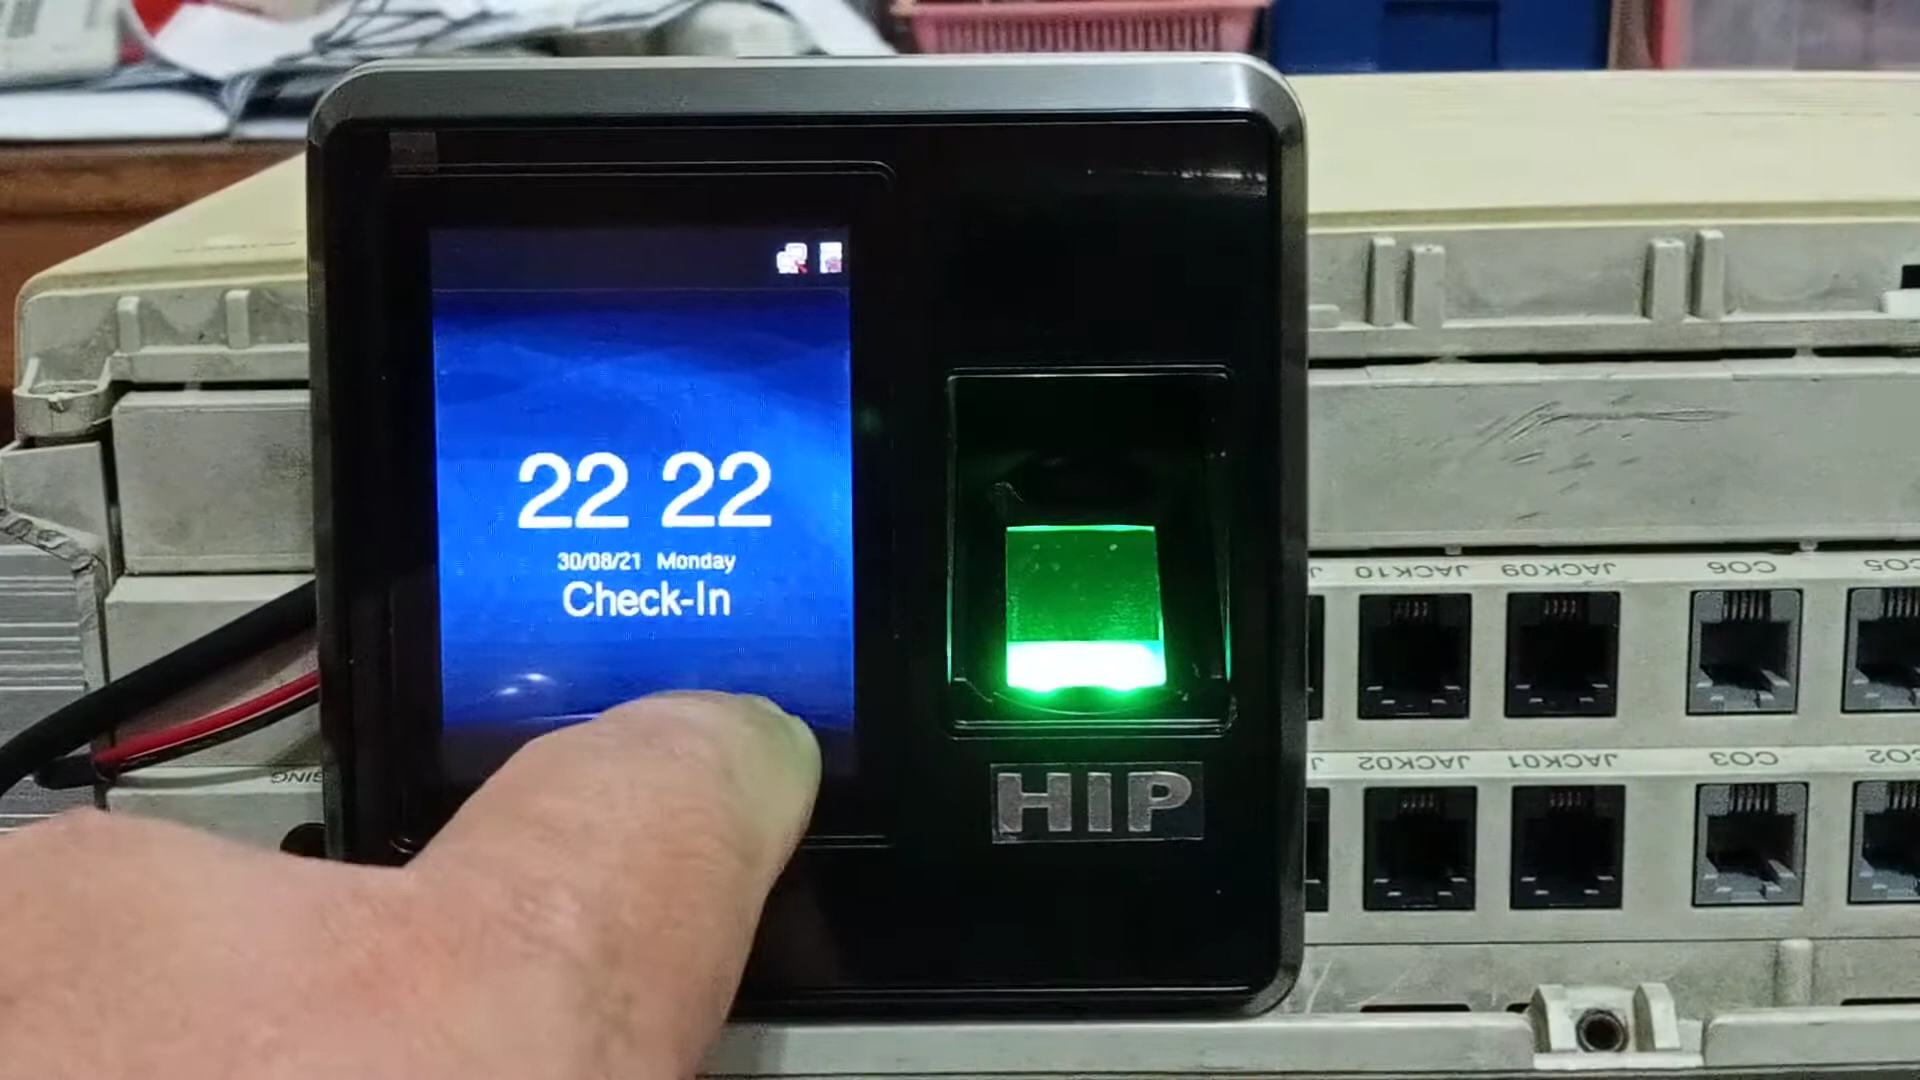 22 22
30/08/21 Monday
Check-In
HIP
JACK10 JACK09 CO6 CO5
JACK02 JACK01 CO3 CO2